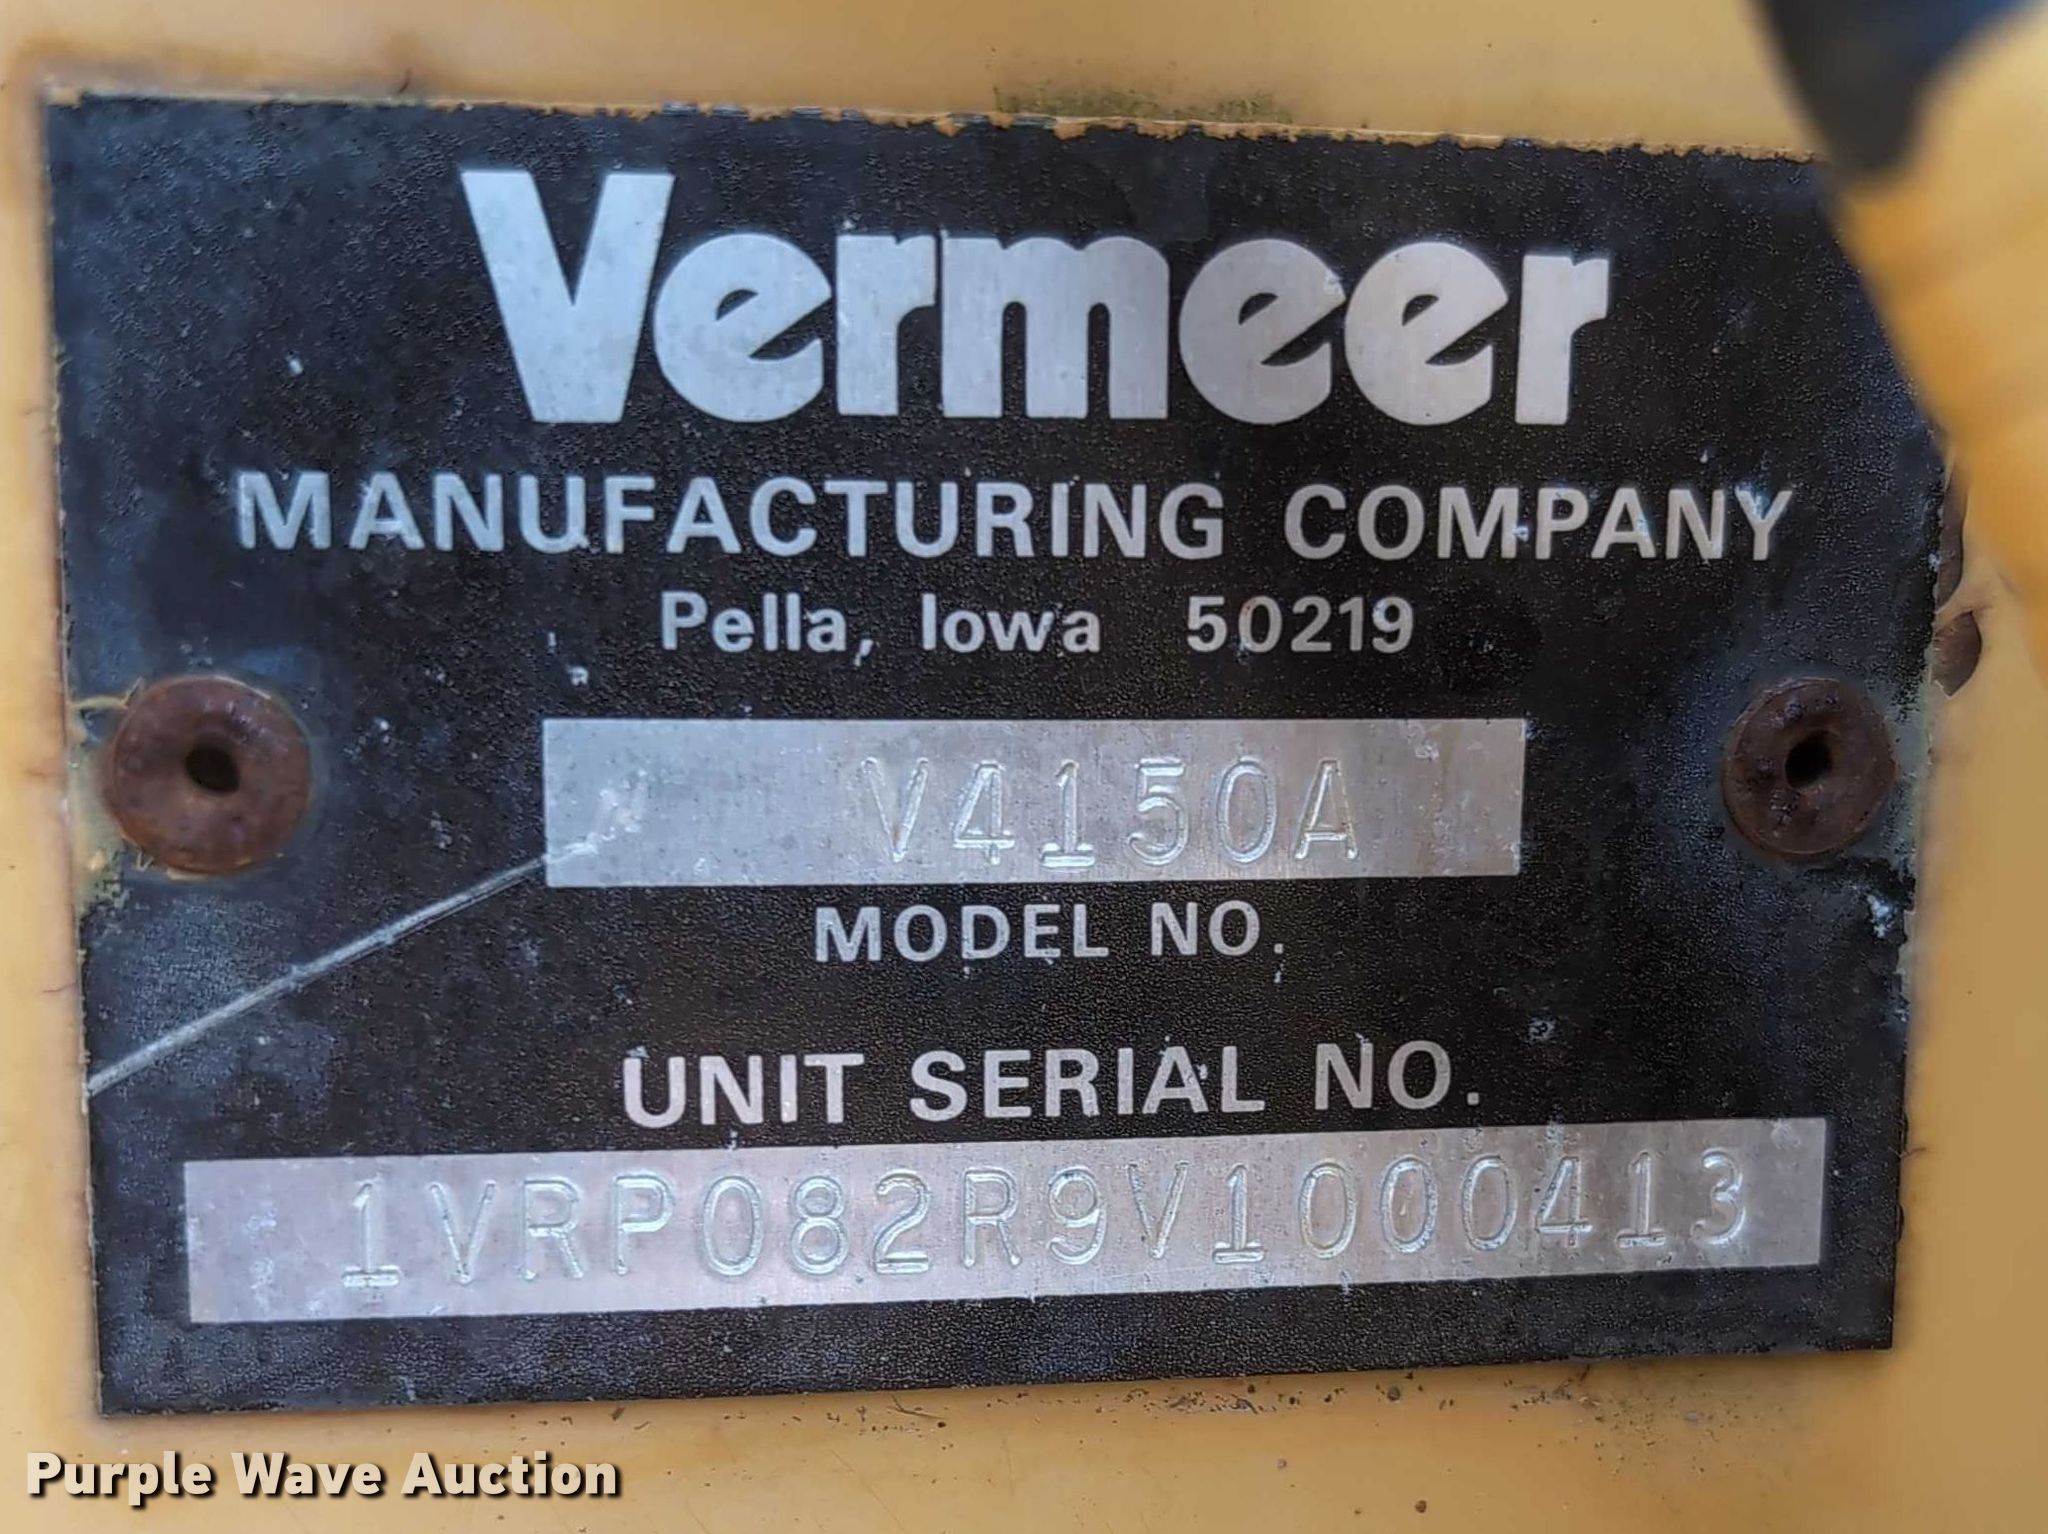 Vermeer
MANUFACTURING COMPANY
Pella, Iowa 50219
V4150A
MODEL NO.
UNIT SERIAL NO.
1VRP082R9V1000413
Purple Wave Auction